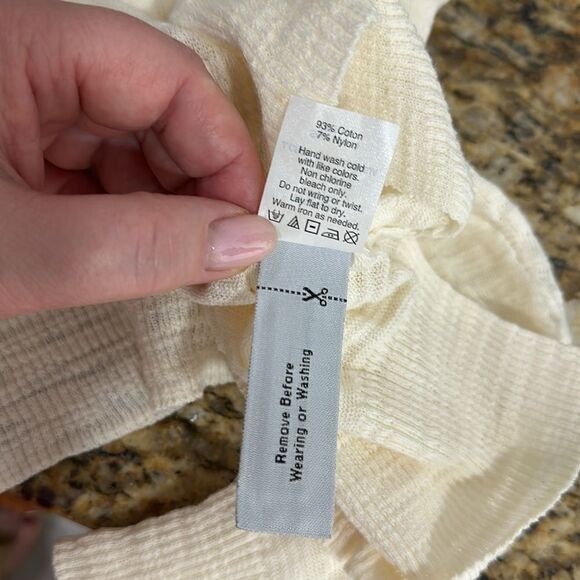 93% Coton
7% Nylon
Hand wash cold
with like colors.
Non chlorine
bleach only.
Do not wring or twist.
Lay flat to dry.
Warm iron as needed.
Remove Before
Wearing or Washing